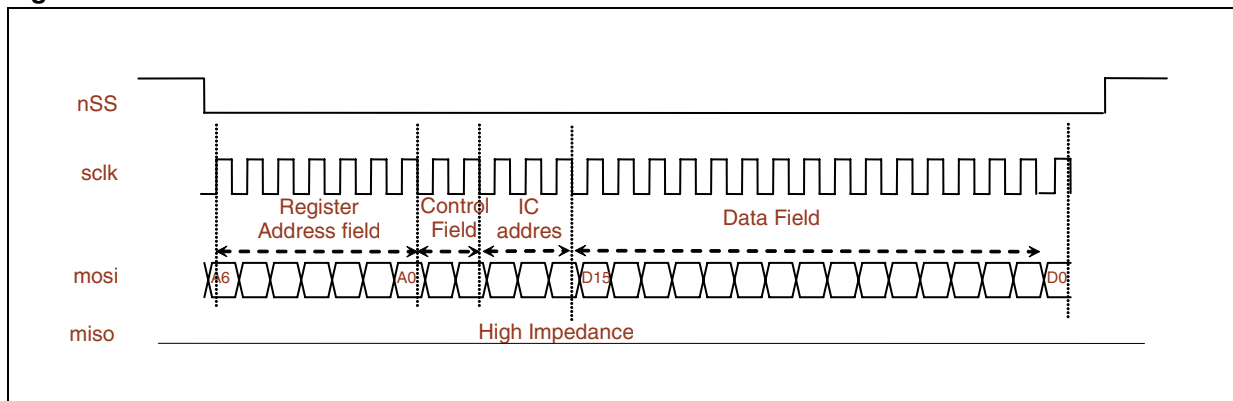 nSS
sclk
Register
Address field
Control
Field
IC
addres
Data Field
mosi
A6
A0
D15
D0
miso
High Impedance